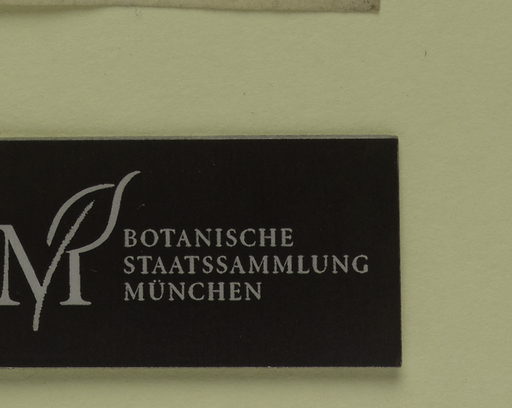 M
BOTANISCHE
STAATSSAMMLUNG
MÜNCHEN